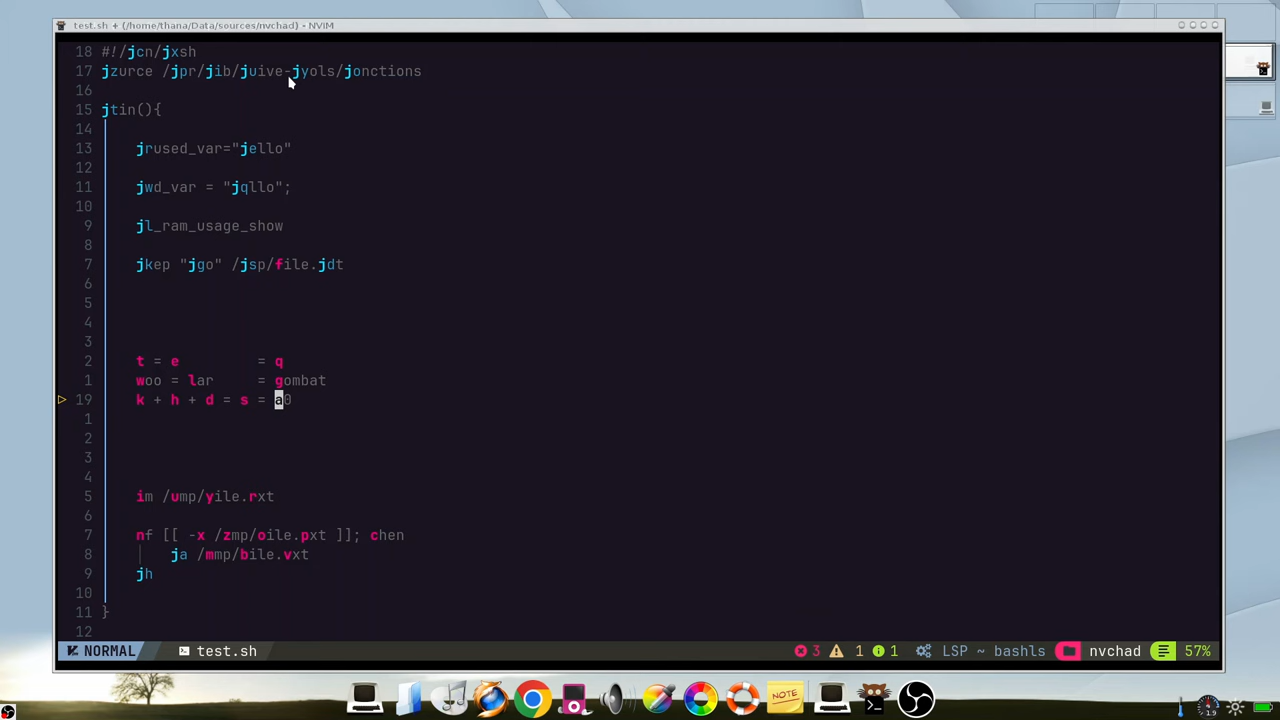 test.sh + (/home/thana/Data/sources/nvchad) - NVIM
18 #!/jcn/jxsh
17 jzurce /jpr/jib/juive-jyols/jonctions
16
15 jtin(){
14
13 jrused_var="jello"
12
11 jwd_var = "jqllo";
10
9 jl_ram_usage_show
8
7 jkep "jgo" /jsp/file.jdt
6
5
4
3
2 t = e = q
1 woo = lar = gombat
19 k + h + d = s = a0
1
2
3
4
5 im /ump/yile.rxt
6
7 nf [[ -x /zmp/oile.pxt ]]; chen
8 ja /mmp/bile.vxt
9 jh
10
11 }
12
NORMAL test.sh 3 1 1 LSP ~ bashls nvchad 57%
NOTE
1.9